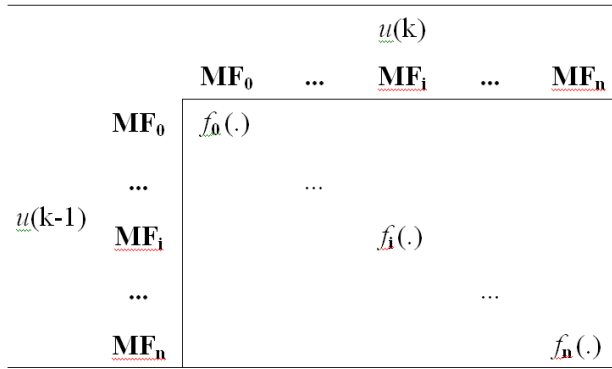 u(k)
MF₀ ... MFᵢ ... MFₙ
MF₀ f₀(.)
... ...
u(k-1) MFᵢ fᵢ(.)
... ...
MFₙ fₙ(.)